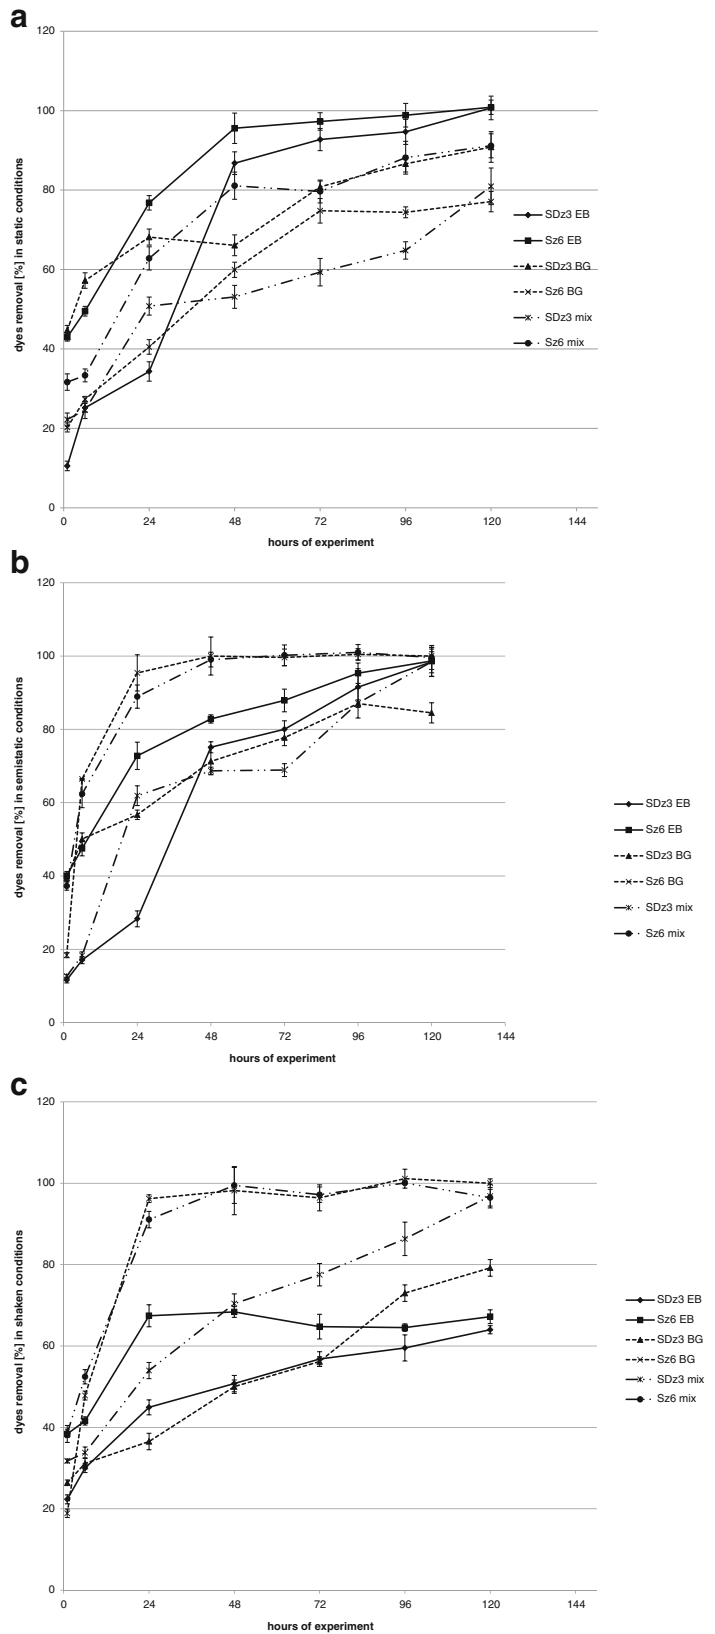 a
120
100
80
60
40
20
0
dyes removal [%] in static conditions
SDz3 EB
Sz6 EB
SDz3 BG
Sz6 BG
SDz3 mix
Sz6 mix
0 24 48 72 96 120 144
hours of experiment
b
120
100
80
60
40
20
0
dyes removal [%] in semistatic conditions
SDz3 EB
Sz6 EB
SDz3 BG
Sz6 BG
SDz3 mix
Sz6 mix
0 24 48 72 96 120 144
hours of experiment
c
120
100
80
60
40
20
0
dyes removal [%] in shaken conditions
SDz3 EB
Sz6 EB
SDz3 BG
Sz6 BG
SDz3 mix
Sz6 mix
0 24 48 72 96 120 144
hours of experiment